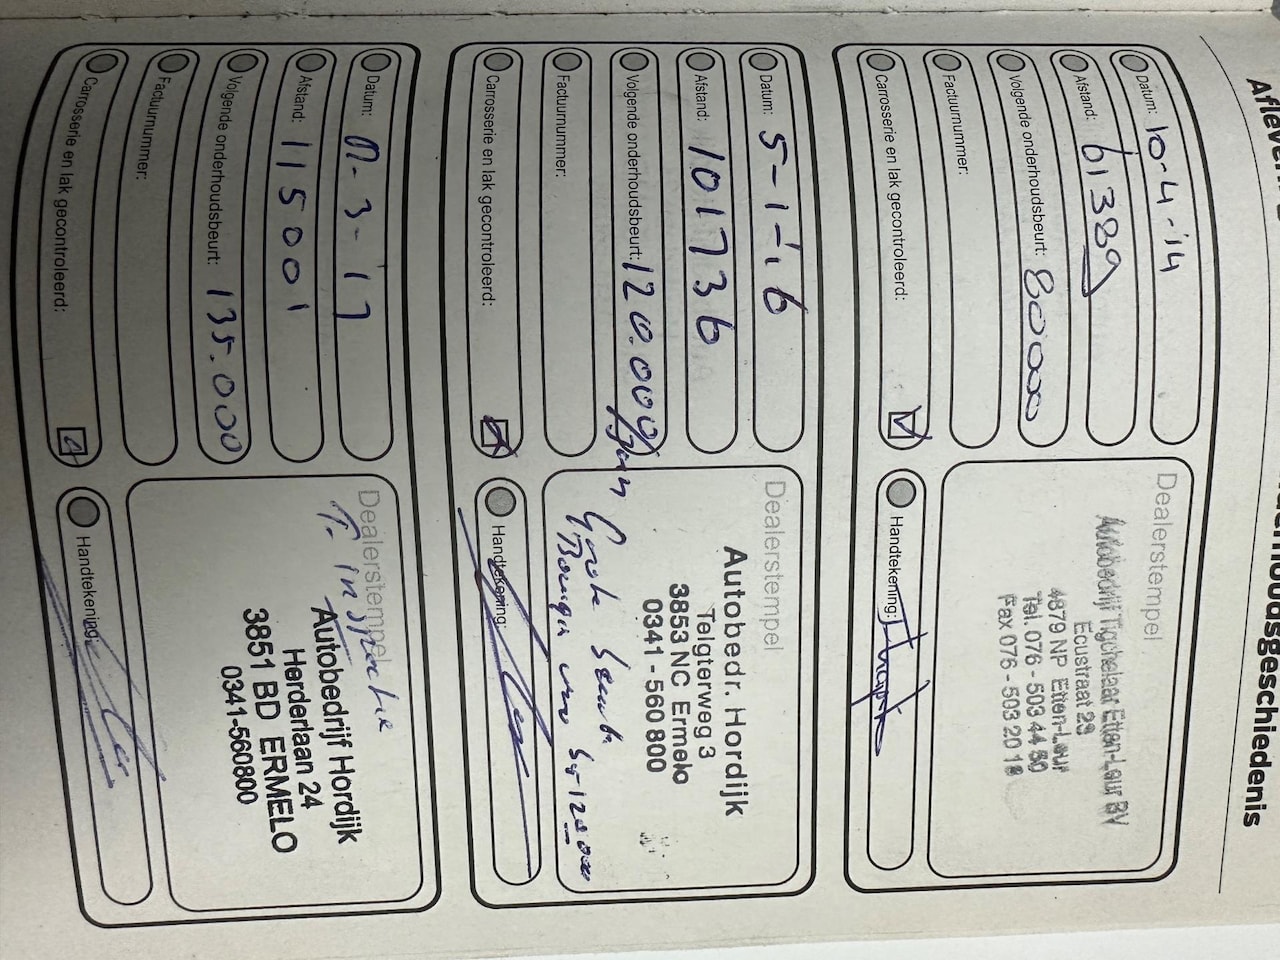 Onderhoudsgeschiedenis
Datum: 10-4-'14
Afstand: 61389
Volgende onderhoudsbeurt: 80000
Factuurnummer:
Carrosserie en lak gecontroleerd:
Dealerstempel
Autobedrijf Tigchelaar Etten-Leur BV
Ecustraat 29
4879 NP Etten-Leur
Tel. 076 - 503 44 50
Fax 076 - 503 20 1
Handtekening:
Datum: 5-1-'16
Afstand: 101736
Volgende onderhoudsbeurt: 120.000
Factuurnummer:
Carrosserie en lak gecontroleerd:
Dealerstempel
Autobedr. Hordijk
Telgterweg 3
3853 NC Ermelo
0341 - 560 800
Grote
Handtekening:
Datum: -3-'17
Afstand: 115001
Volgende onderhoudsbeurt: 135.000
Factuurnummer:
Carrosserie en lak gecontroleerd:
Dealerstempel
inspectie
Autobedrijf Hordijk
Herderlaan 24
3851 BD ERMELO
0341-560800
Handtekening: